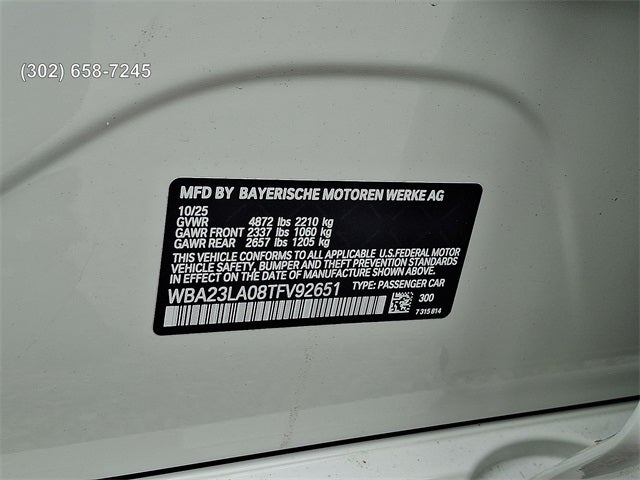 (302) 658-7245
MFD BY BAYERISCHE MOTOREN WERKE AG
10/25
GVWR 4872 lbs 2210 kg
GAWR FRONT 2337 lbs 1060 kg
GAWR REAR 2657 lbs 1205 kg
THIS VEHICLE CONFORMS TO ALL APPLICABLE U.S.FEDERAL MOTOR
VEHICLE SAFETY, BUMPER, AND THEFT PREVENTION STANDARDS
IN EFFECT ON THE DATE OF MANUFACTURE SHOWN ABOVE.
WBA23LA08TFV92651 TYPE: PASSENGER CAR
300
7 315 814